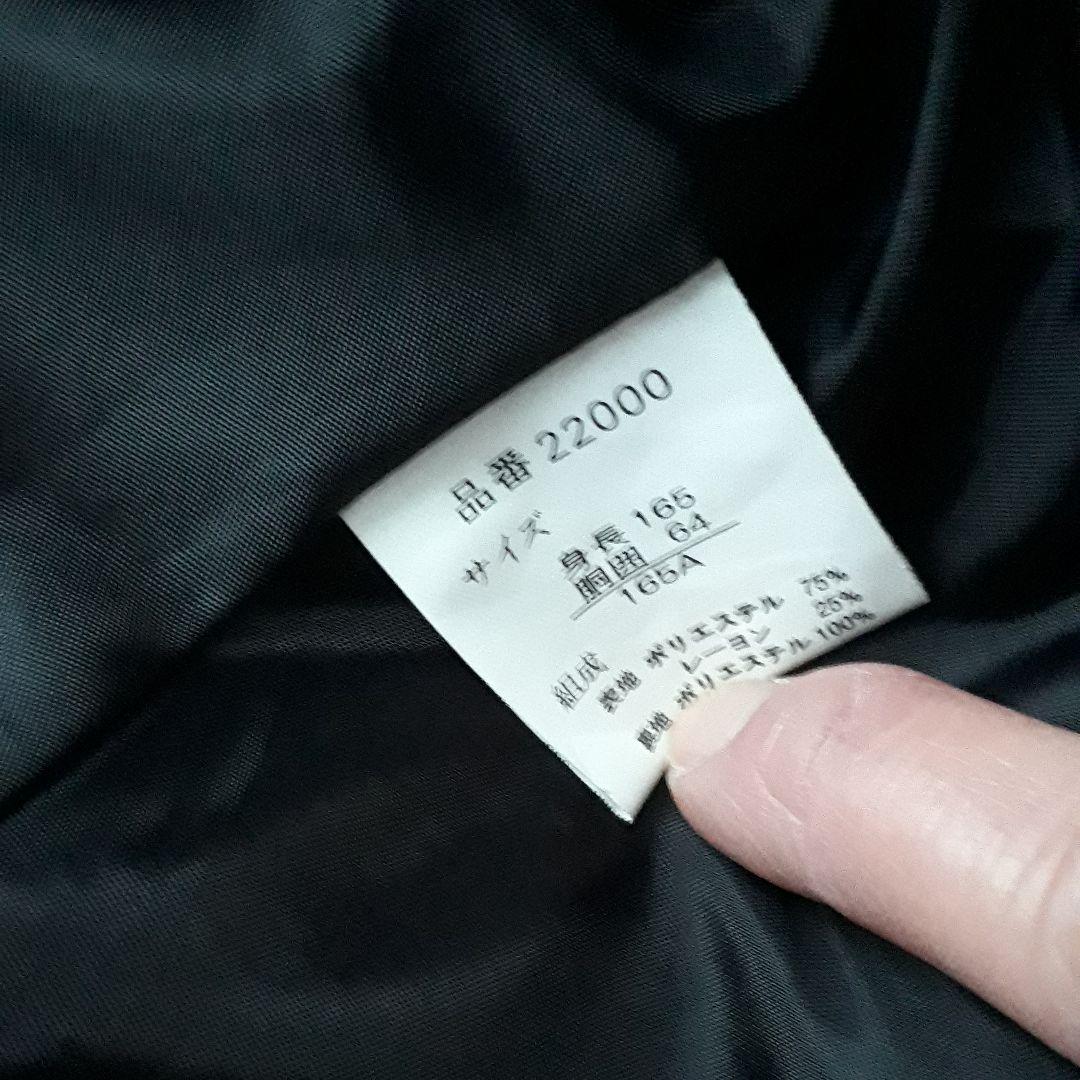 品番 22000
サイズ 身長 165
胴囲 64
165A
組成 表地 ポリエステル 75%
レーヨン 25%
裏地 ポリエステル 100%